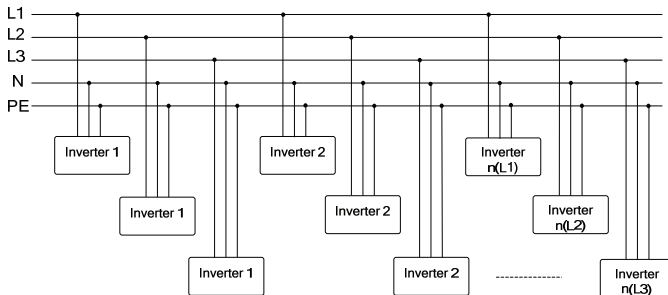 L1
L2
L3
N
PE
Inverter 1
Inverter 2
Inverter
n(L1)
Inverter 1
Inverter 2
Inverter
n(L2)
Inverter 1
Inverter 2
Inverter
n(L3)